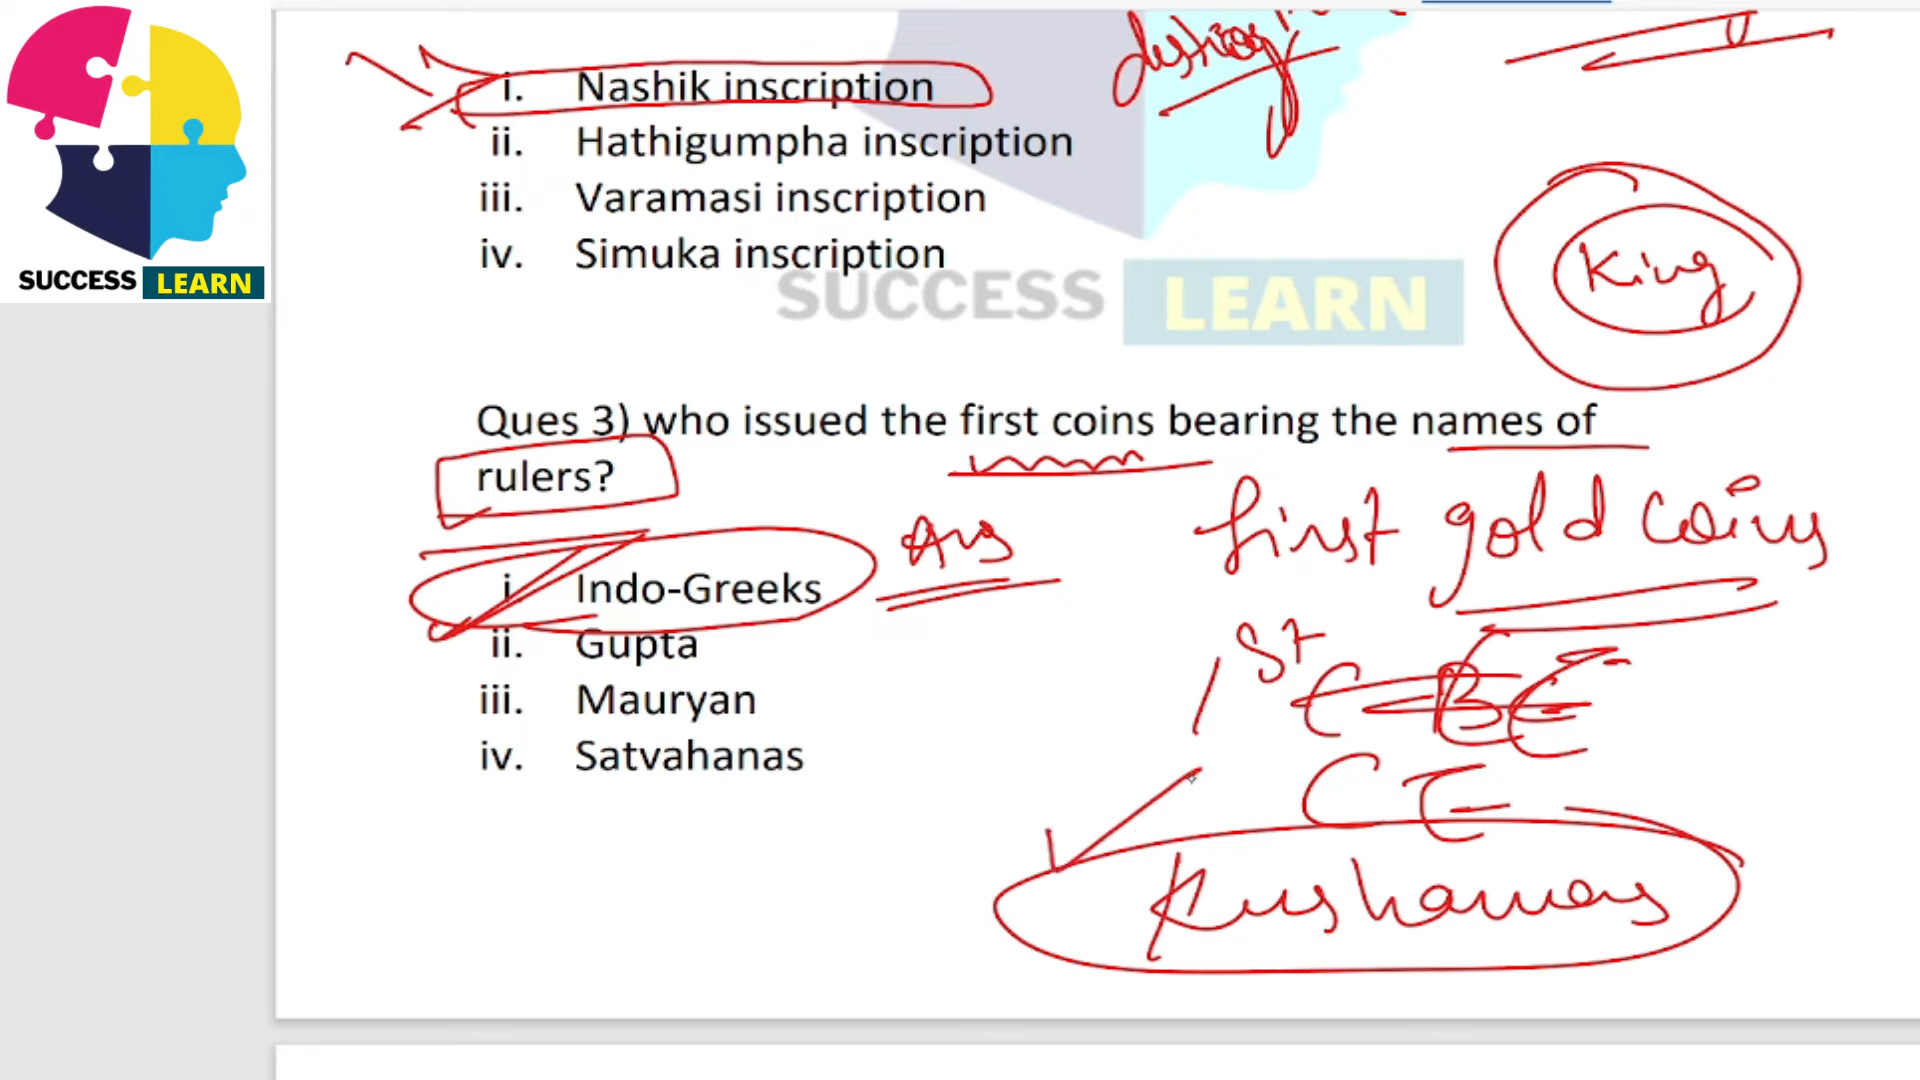 SUCCESS LEARN
i. Nashik inscription
ii. Hathigumpha inscription
iii. Varamasi inscription
iv. Simuka inscription
King
SUCCESS LEARN
Ques 3) who issued the first coins bearing the names of
rulers?
first gold coins
Ans
i. Indo-Greeks
ii. Gupta
iii. Mauryan
iv. Satvahanas
1st C BCE
CE
Kushanas